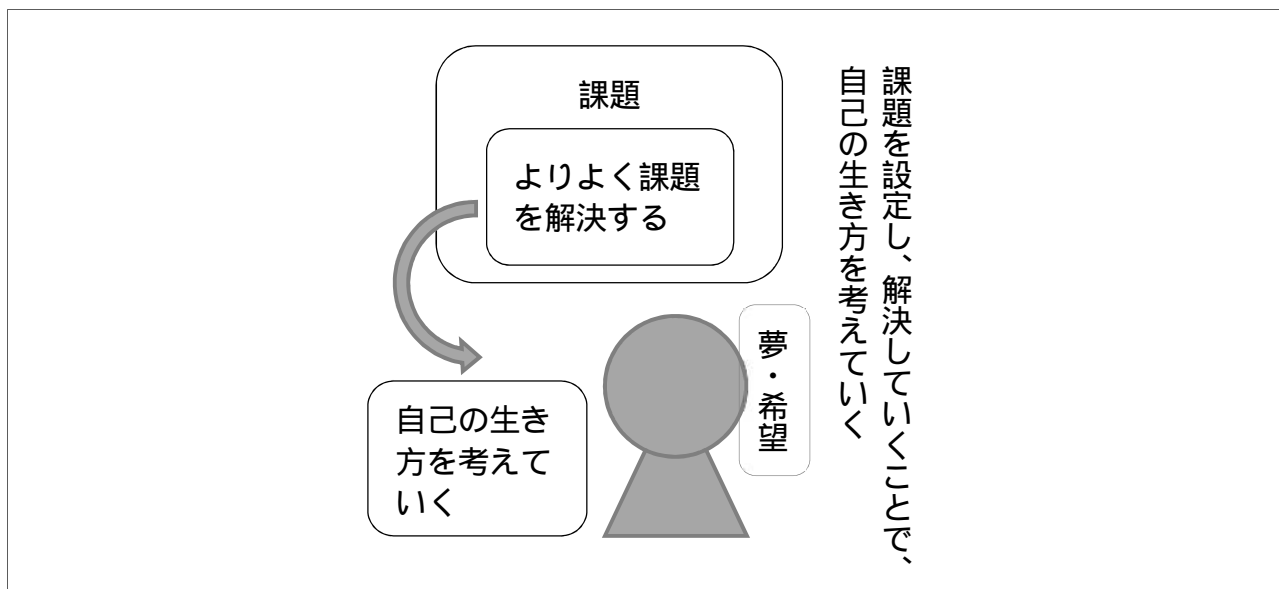 課題
よりよく課題
を解決する
課題を設定し、解決していくことで、
自己の生き方を考えていく
夢・希望
自己の生き
方を考えて
いく